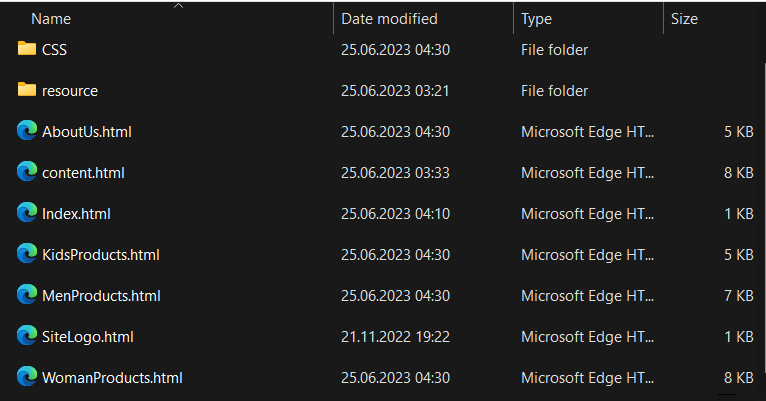 Name Date modified Type Size
CSS 25.06.2023 04:30 File folder
resource 25.06.2023 03:21 File folder
AboutUs.html 25.06.2023 04:30 Microsoft Edge HT... 5 KB
content.html 25.06.2023 03:33 Microsoft Edge HT... 8 KB
Index.html 25.06.2023 04:10 Microsoft Edge HT... 1 KB
KidsProducts.html 25.06.2023 04:30 Microsoft Edge HT... 5 KB
MenProducts.html 25.06.2023 04:30 Microsoft Edge HT... 7 KB
SiteLogo.html 21.11.2022 19:22 Microsoft Edge HT... 1 KB
WomanProducts.html 25.06.2023 04:30 Microsoft Edge HT... 8 KB